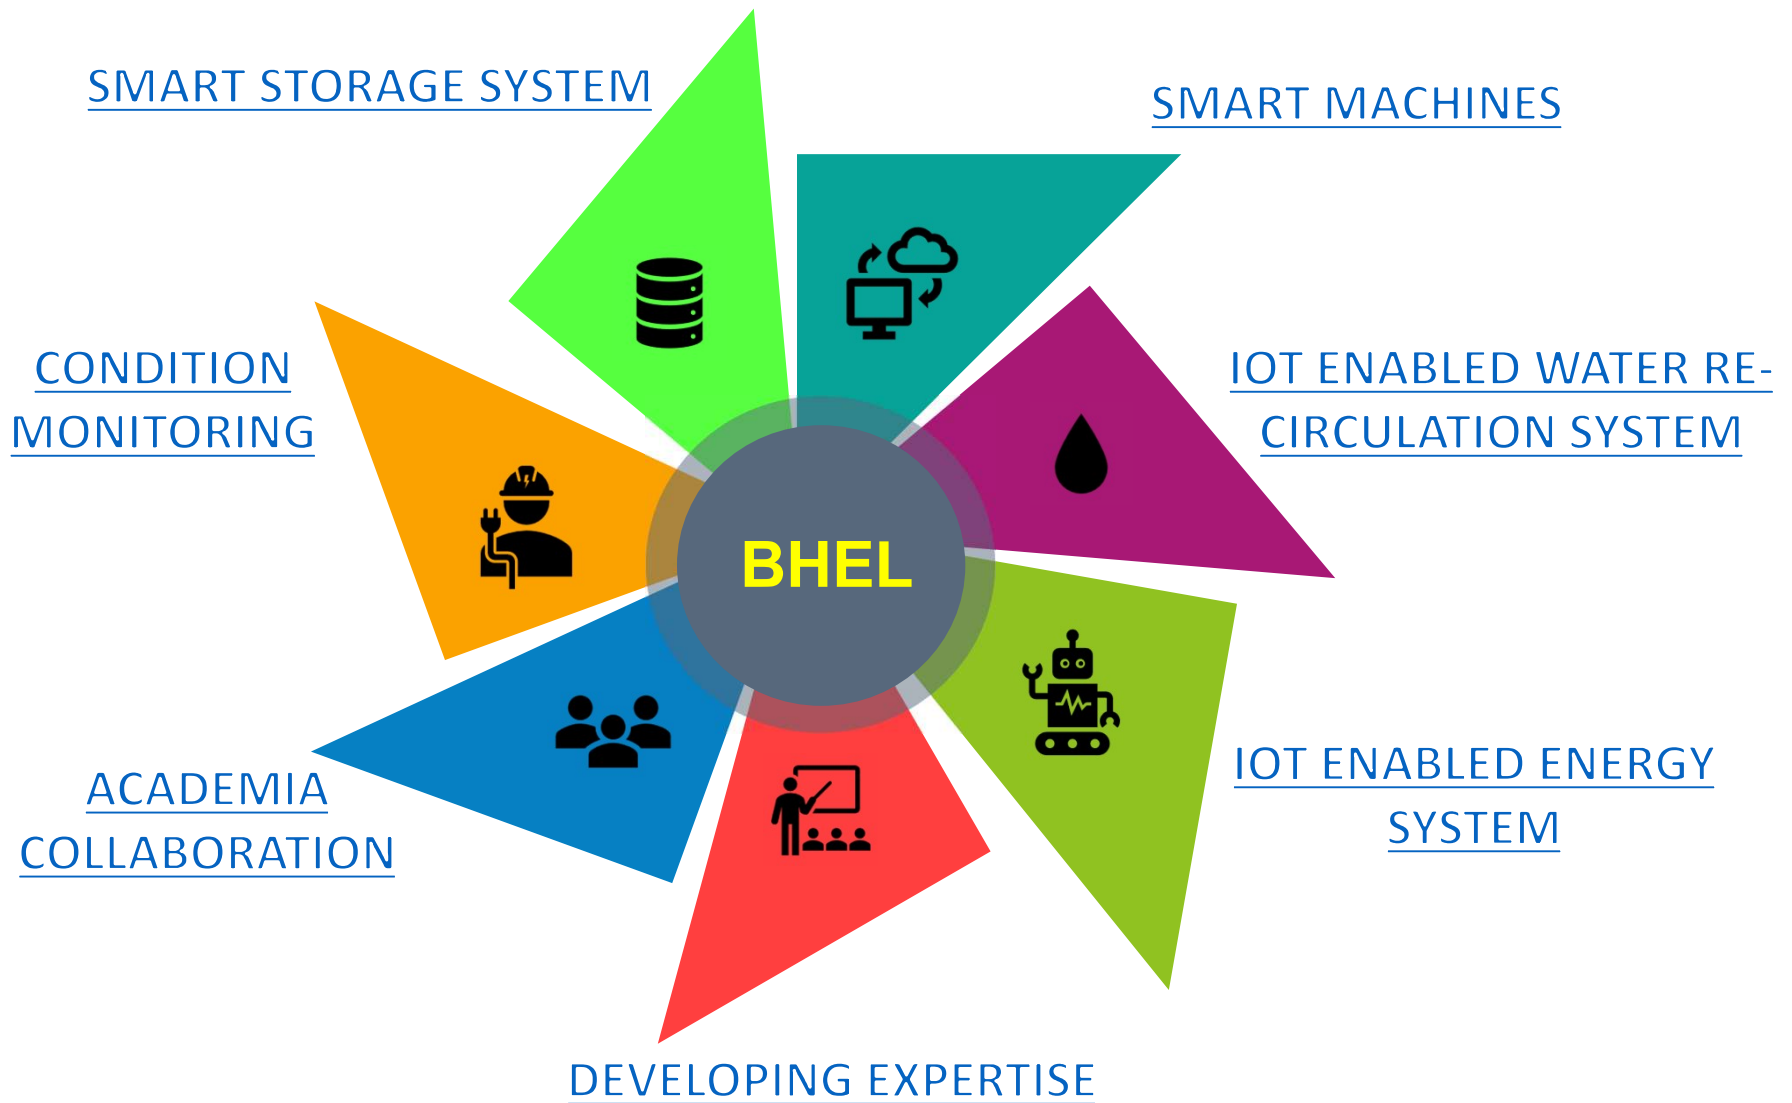 SMART STORAGE SYSTEM
SMART MACHINES
CONDITION
MONITORING
IOT ENABLED WATER RE-
CIRCULATION SYSTEM
BHEL
ACADEMIA
COLLABORATION
IOT ENABLED ENERGY
SYSTEM
DEVELOPING EXPERTISE